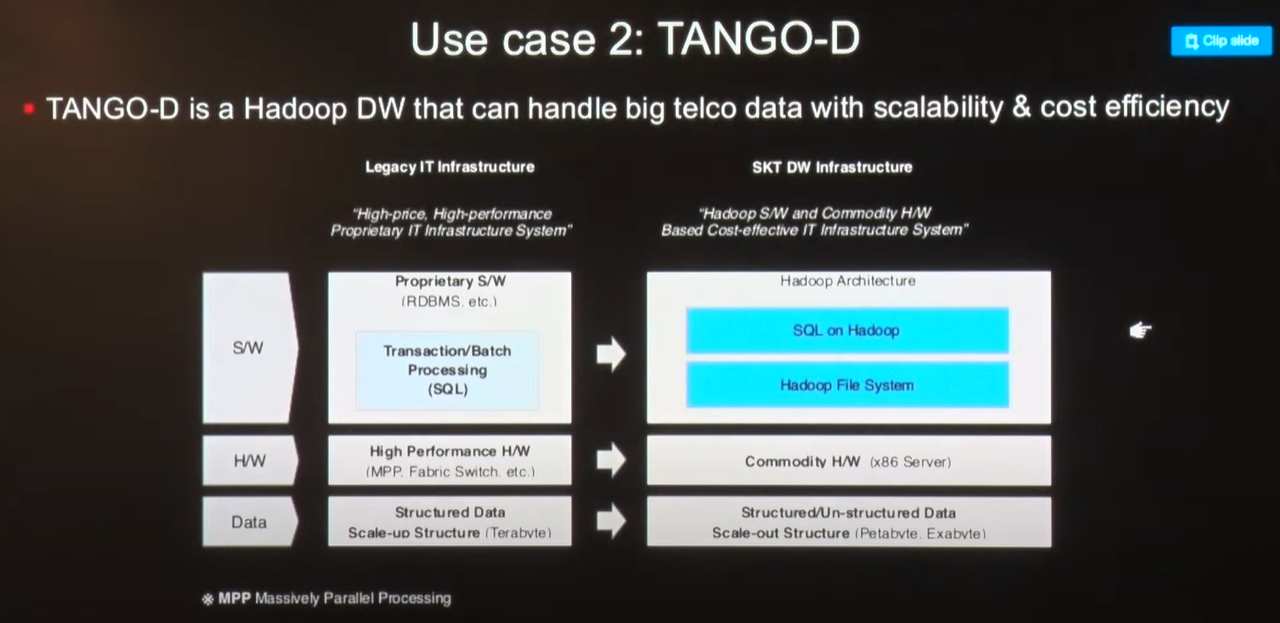 Use case 2: TANGO-D
Clip slide
▪ TANGO-D is a Hadoop DW that can handle big telco data with scalability & cost efficiency
Legacy IT Infrastructure
SKT DW Infrastructure
"High-price, High-performance
Proprietary IT Infrastructure System"
"Hadoop S/W and Commodity H/W
Based Cost-effective IT Infrastructure System"
S/W
Proprietary S/W
(RDBMS. etc.)
Transaction/Batch
Processing
(SQL)
Hadoop Architecture
SQL on Hadoop
Hadoop File System
H/W
High Performance H/W
(MPP. Fabric Switch. etc.)
Commodity H/W (x86 Server)
Data
Structured Data
Scale-up Structure (Terabyte)
Structured/Un-structured Data
Scale-out Structure (Petabyte. Exabyte)
※ MPP Massively Parallel Processing